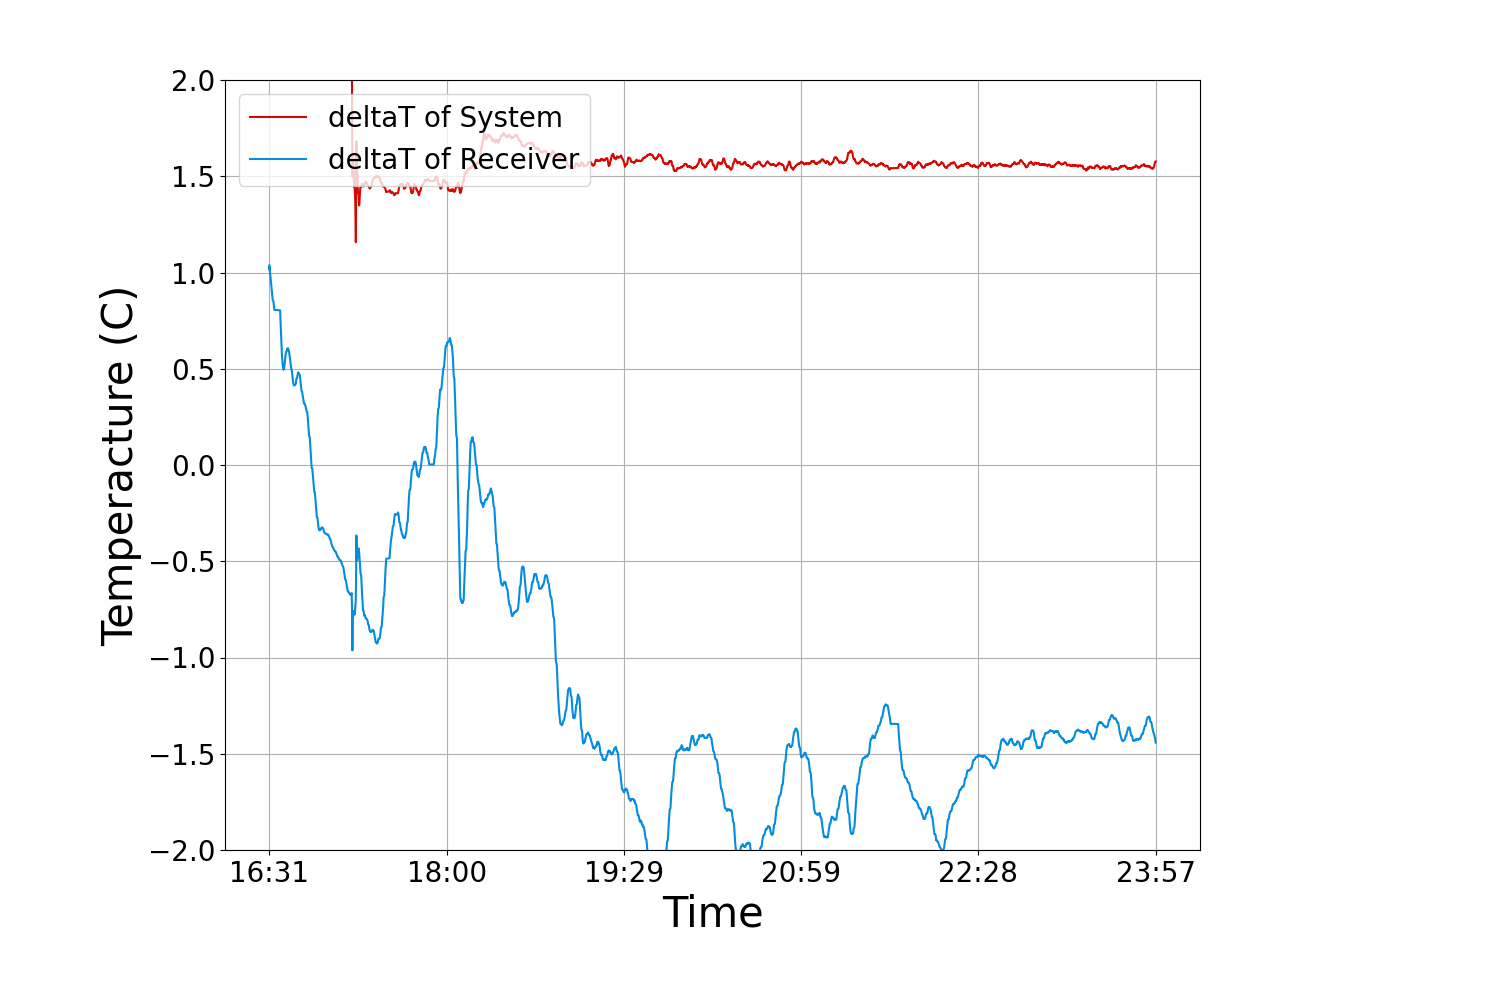 deltaT of System
deltaT of Receiver
2.0
1.5
1.0
0.5
0.0
−0.5
−1.0
−1.5
−2.0
Temperacture (C)
16:31 18:00 19:29 20:59 22:28 23:57
Time